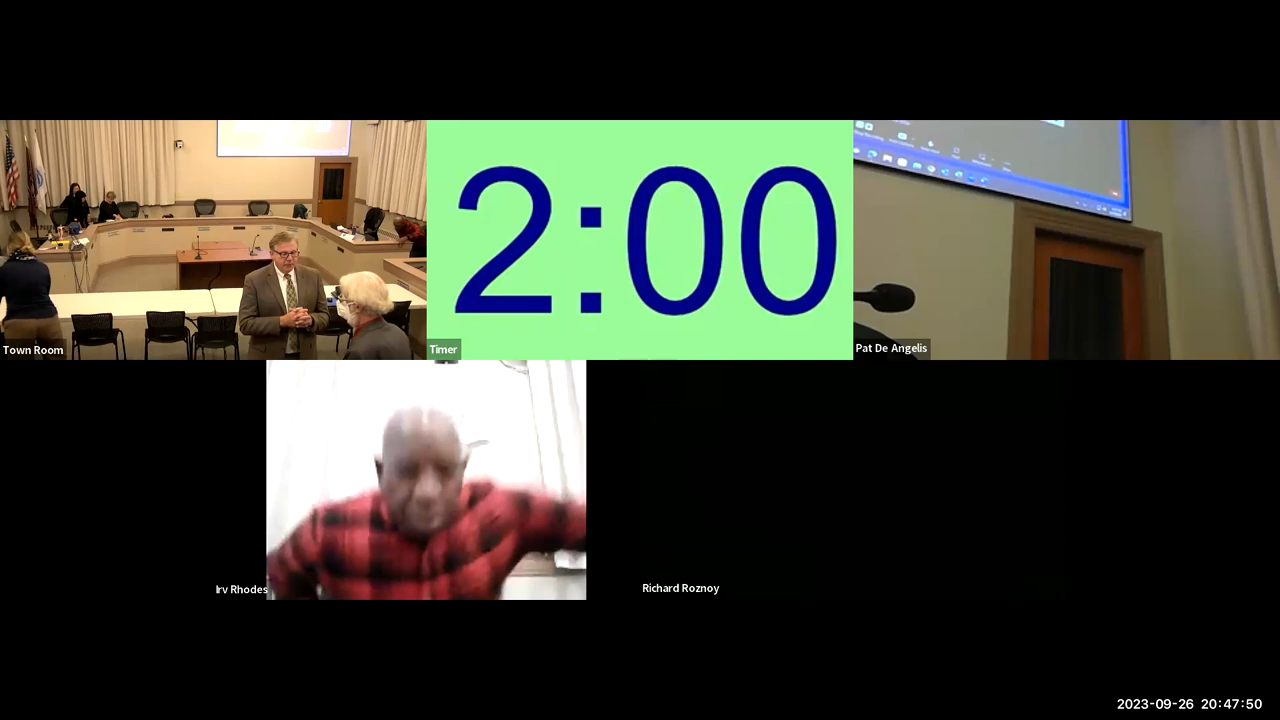 2:00
Town Room
Timer
Pat De Angelis
Irv Rhodes
Richard Roznoy
2023-09-26 20:47:50